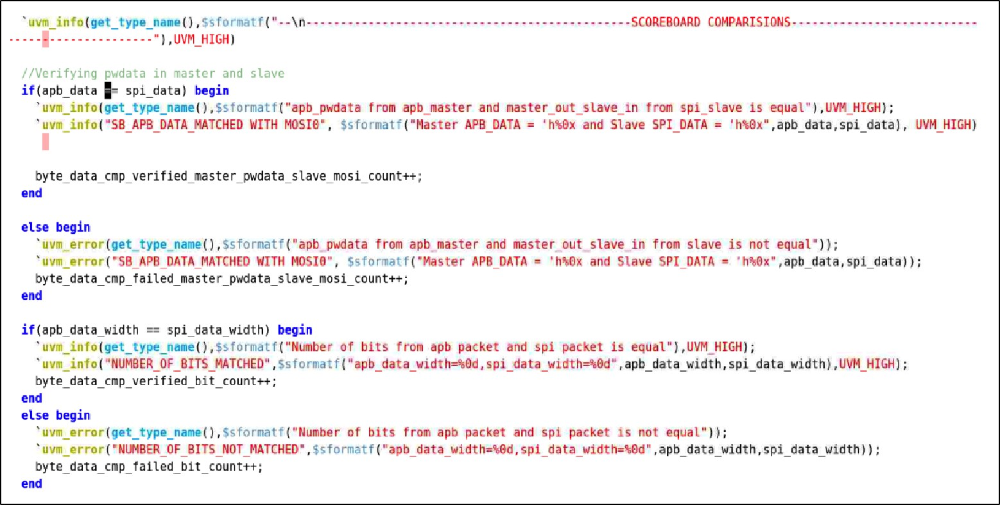 `uvm_info(get_type_name(),$sformatf("--\n-----------------------------------------------SCOREBOARD COMPARISIONS---------------------------
---------------------"),UVM_HIGH)
//Verifying pwdata in master and slave
if(apb_data == spi_data) begin
`uvm_info(get_type_name(),$sformatf("apb_pwdata from apb_master and master_out_slave_in from spi_slave is equal"),UVM_HIGH);
`uvm_info("SB_APB_DATA_MATCHED WITH MOSI0", $sformatf("Master APB_DATA = 'h%0x and Slave SPI_DATA = 'h%0x",apb_data,spi_data), UVM_HIGH)
byte_data_cmp_verified_master_pwdata_slave_mosi_count++;
end
else begin
`uvm_error(get_type_name(),$sformatf("apb_pwdata from apb_master and master_out_slave_in from slave is not equal"));
`uvm_error("SB_APB_DATA_MATCHED WITH MOSI0", $sformatf("Master APB_DATA = 'h%0x and Slave SPI_DATA = 'h%0x",apb_data,spi_data));
byte_data_cmp_failed_master_pwdata_slave_mosi_count++;
end
if(apb_data_width == spi_data_width) begin
`uvm_info(get_type_name(),$sformatf("Number of bits from apb packet and spi packet is equal"),UVM_HIGH);
`uvm_info("NUMBER_OF_BITS_MATCHED",$sformatf("apb_data_width=%0d,spi_data_width=%0d",apb_data_width,spi_data_width),UVM_HIGH);
byte_data_cmp_verified_bit_count++;
end
else begin
`uvm_error(get_type_name(),$sformatf("Number of bits from apb packet and spi packet is not equal"));
`uvm_error("NUMBER_OF_BITS_NOT_MATCHED",$sformatf("apb_data_width=%0d,spi_data_width=%0d",apb_data_width,spi_data_width));
byte_data_cmp_failed_bit_count++;
end